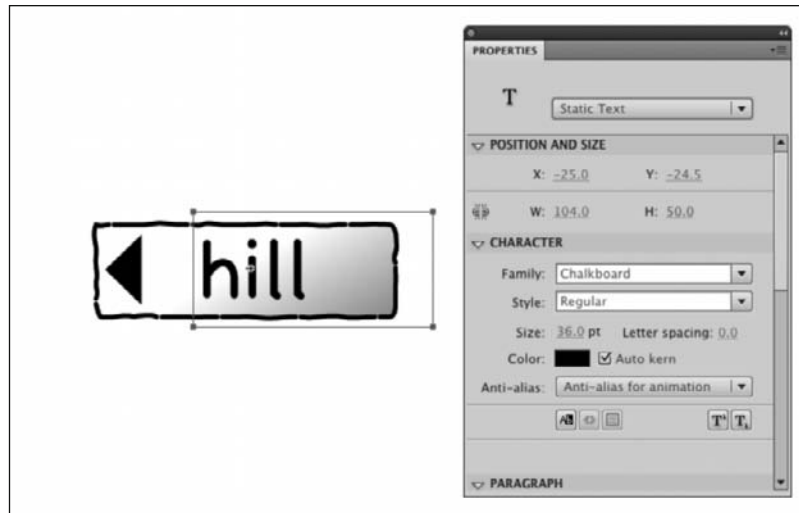 hill
PROPERTIES
T
Static Text
POSITION AND SIZE
X: -25.0 Y: -24.5
W: 104.0 H: 50.0
CHARACTER
Family: Chalkboard
Style: Regular
Size: 36.0 pt Letter spacing: 0.0
Color: Auto kern
Anti-alias: Anti-alias for animation
PARAGRAPH